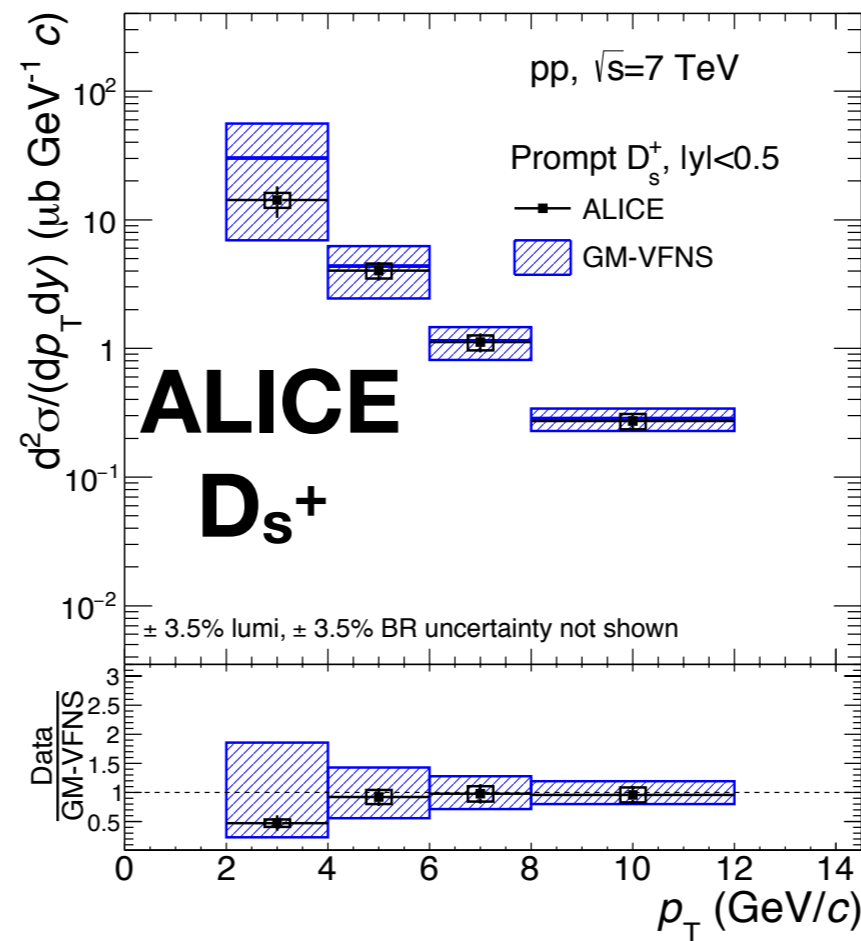 d²σ/(dp_T dy) (μb GeV⁻¹ c)
10²
10
1
10⁻¹
10⁻²
pp, √s=7 TeV
Prompt D_s⁺, |y|<0.5
ALICE
GM-VFNS
ALICE
Ds⁺
± 3.5% lumi, ± 3.5% BR uncertainty not shown
Data
GM-VFNS
3
2.5
2
1.5
1
0.5
0 2 4 6 8 10 12 14
p_T (GeV/c)